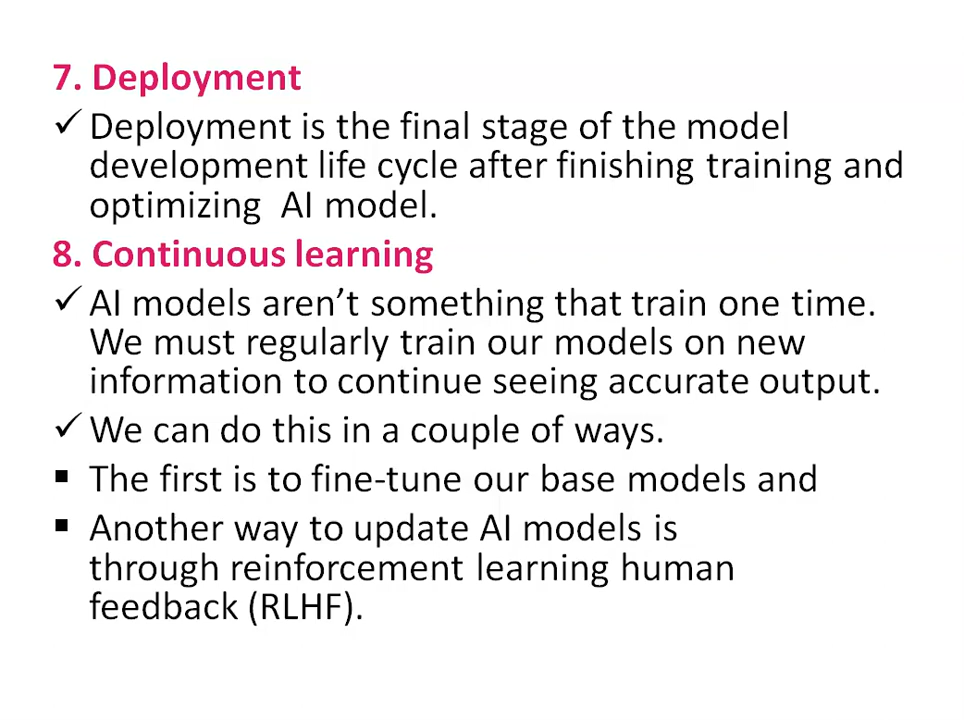 7. Deployment
✓ Deployment is the final stage of the model
development life cycle after finishing training and
optimizing  AI model.
8. Continuous learning
✓ AI models aren’t something that train one time.
We must regularly train our models on new
information to continue seeing accurate output.
✓ We can do this in a couple of ways.
▪ The first is to fine-tune our base models and
▪ Another way to update AI models is
through reinforcement learning human
feedback (RLHF).